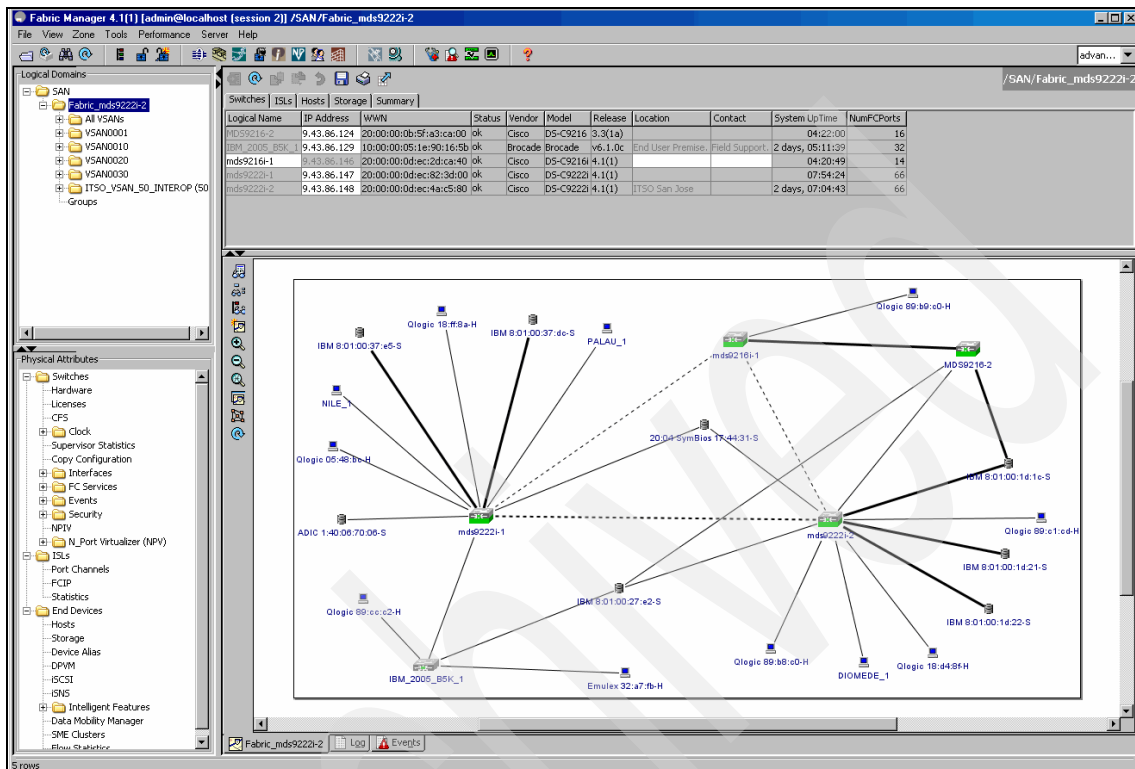 Fabric Manager 4.1(1) [admin@localhost (session 2)] /SAN/Fabric_mds9222i-2
File View Zone Tools Performance Server Help
advan...
Logical Domains
/SAN/Fabric_mds9222i-2
SAN
Fabric_mds9222i-2
All VSANs
VSAN0001
VSAN0010
VSAN0020
VSAN0030
ITSO_VSAN_50_INTEROP (50
Groups
Switches ISLs Hosts Storage Summary
Logical Name IP Address WWN Status Vendor Model Release Location Contact System UpTime NumFCPorts
MDS9216-2 9.43.86.124 20:00:00:0b:5f:a3:ca:00 ok Cisco DS-C9216 3.3(1a) 04:22:00 16
IBM_2005_B5K_1 9.43.86.129 10:00:00:05:1e:90:16:5b ok Brocade Brocade v6.1.0c End User Premise. Field Support. 2 days, 05:11:39 32
mds9216i-1 9.43.86.146 20:00:00:0d:ec:2d:ca:40 ok Cisco DS-C9216i 4.1(1) 04:20:49 14
mds9222i-1 9.43.86.147 20:00:00:0d:ec:82:3d:00 ok Cisco DS-C9222i 4.1(1) 07:54:24 66
mds9222i-2 9.43.86.148 20:00:00:0d:ec:4a:c5:80 ok Cisco DS-C9222i 4.1(1) ITSO San Jose 2 days, 07:04:43 66
Physical Attributes
Switches
Hardware
Licenses
CFS
Clock
Supervisor Statistics
Copy Configuration
Interfaces
FC Services
Events
Security
NPIV
N_Port Virtualizer (NPV)
ISLs
Port Channels
FCIP
Statistics
End Devices
Hosts
Storage
Device Alias
DPVM
iSCSI
iSNS
Intelligent Features
Data Mobility Manager
SME Clusters
Flow Statistics
Qlogic 89:b9:c0-H
Qlogic 18:ff:8a-H
IBM 8:01:00:37:dc-S
IBM 8:01:00:37:e5-S
PALAU_1
mds9216i-1
MDS9216-2
NILE_1
20:04 SymBios 17:44:31-S
Qlogic 05:48:bc-H
IBM 8:01:00:1d:1c-S
ADIC 1:40:06:70:06-S
mds9222i-1
mds9222i-2
Qlogic 89:c1:cd-H
IBM 8:01:00:1d:21-S
IBM 8:01:00:27:e2-S
Qlogic 89:cc:c2-H
IBM 8:01:00:1d:22-S
IBM_2005_B5K_1
Emulex 32:a7:fb-H
Qlogic 89:b8:c0-H
DIOMEDE_1
Qlogic 18:d4:8f-H
Fabric_mds9222i-2 Log Events
5 rows
Archived